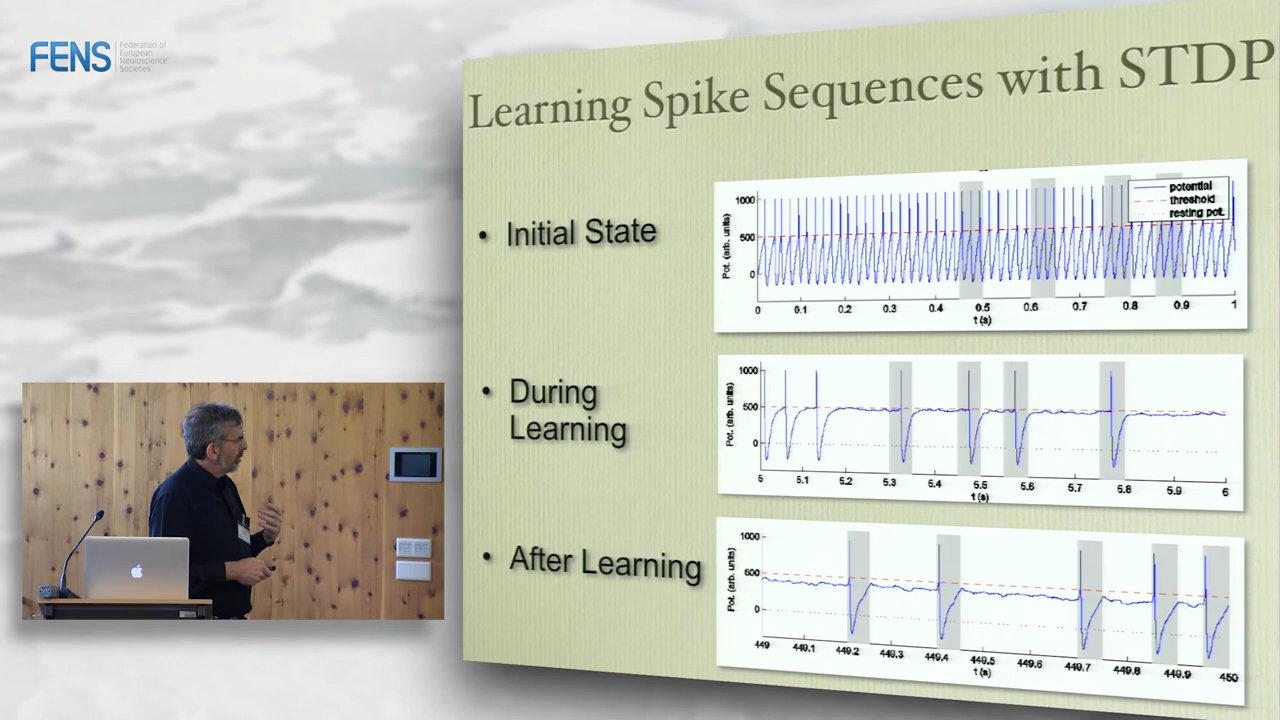 FENS
Federation of
European
Neuroscience
Societies
Learning Spike Sequences with STDP
• Initial State
potential
threshold
resting pot.
Pot. (arb. units)
1000
500
0
0 0.1 0.2 0.3 0.4 0.5 0.6 0.7 0.8 0.9 1
t (s)
• During
Learning
Pot. (arb. units)
1000
500
0
5 5.1 5.2 5.3 5.4 5.5 5.6 5.7 5.8 5.9 6
t (s)
• After Learning
Pot. (arb. units)
1000
500
0
449 449.1 449.2 449.3 449.4 449.5 449.6 449.7 449.8 449.9 450
t (s)